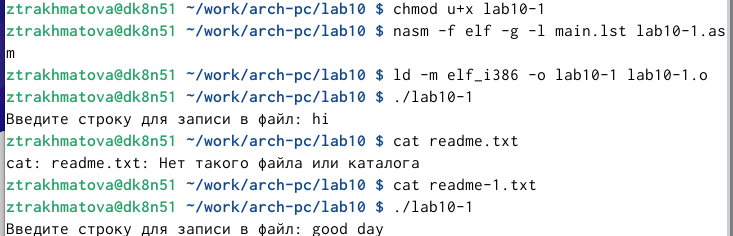 ztrakhmatova@dk8n51 ~/work/arch-pc/lab10 $ chmod u+x lab10-1
ztrakhmatova@dk8n51 ~/work/arch-pc/lab10 $ nasm -f elf -g -l main.lst lab10-1.as
m
ztrakhmatova@dk8n51 ~/work/arch-pc/lab10 $ ld -m elf_i386 -o lab10-1 lab10-1.o
ztrakhmatova@dk8n51 ~/work/arch-pc/lab10 $ ./lab10-1
Введите строку для записи в файл: hi
ztrakhmatova@dk8n51 ~/work/arch-pc/lab10 $ cat readme.txt
cat: readme.txt: Нет такого файла или каталога
ztrakhmatova@dk8n51 ~/work/arch-pc/lab10 $ cat readme-1.txt
ztrakhmatova@dk8n51 ~/work/arch-pc/lab10 $ ./lab10-1
Введите строку для записи в файл: good day